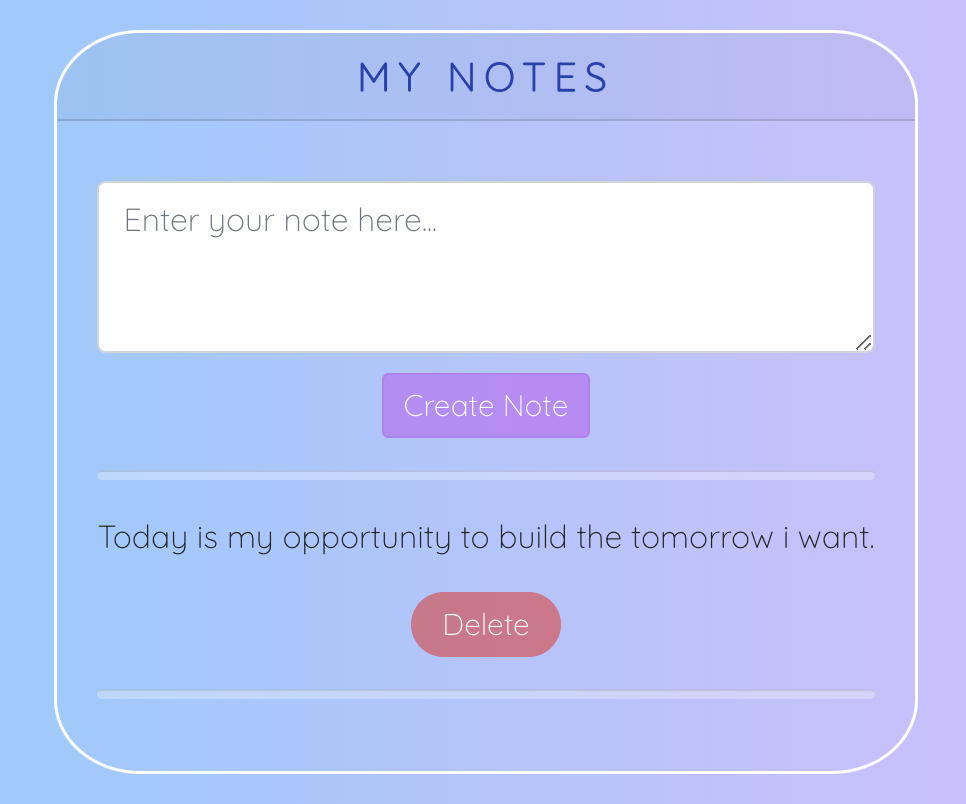 MY NOTES
Enter your note here...
Create Note
Today is my opportunity to build the tomorrow i want.
Delete